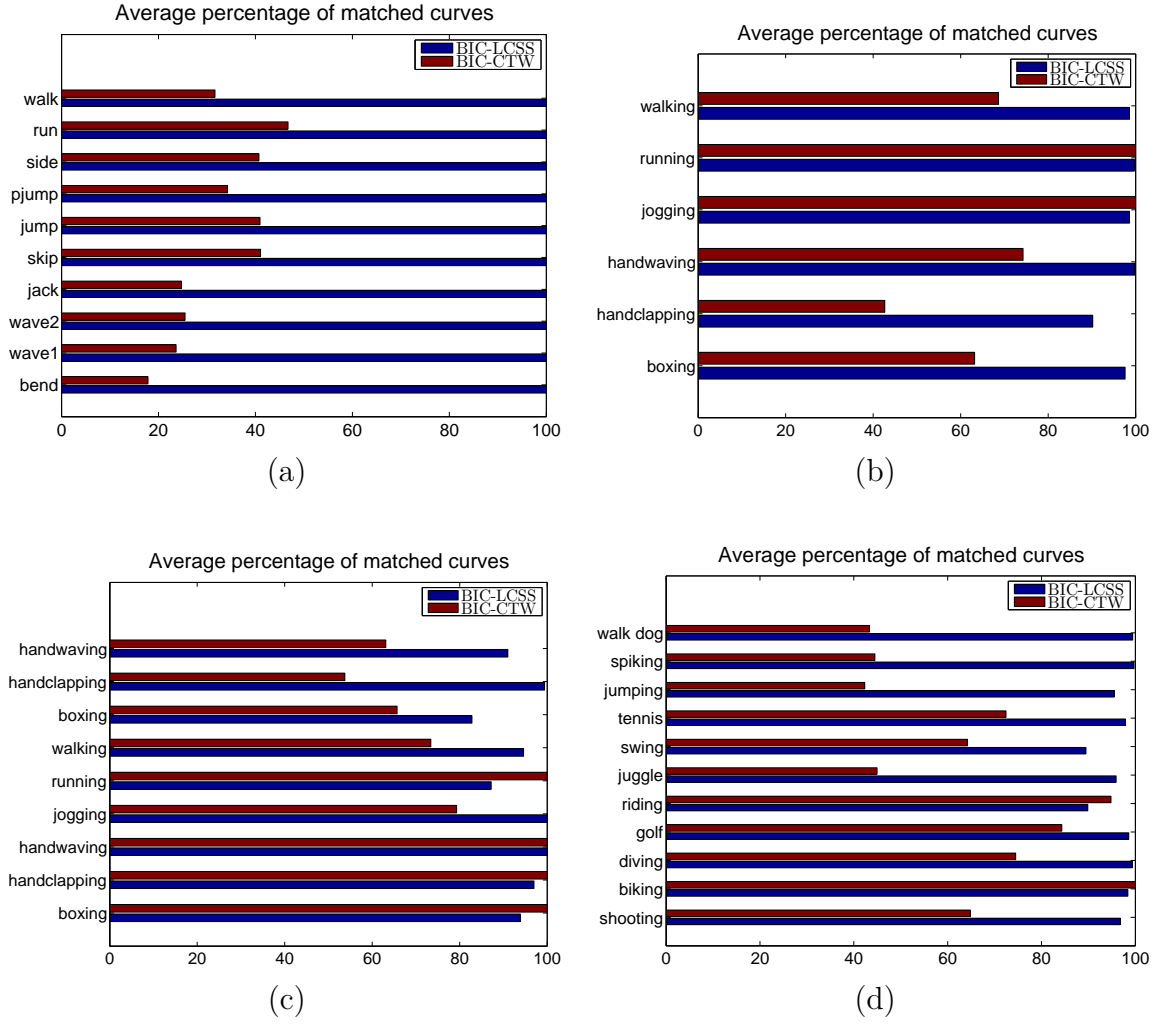 Average percentage of matched curves
BIC-LCSS
BIC-CTW
walk
run
side
pjump
jump
skip
jack
wave2
wave1
bend
0 20 40 60 80 100
(a)
Average percentage of matched curves
BIC-LCSS
BIC-CTW
walking
running
jogging
handwaving
handclapping
boxing
0 20 40 60 80 100
(b)
Average percentage of matched curves
BIC-LCSS
BIC-CTW
handwaving
handclapping
boxing
walking
running
jogging
handwaving
handclapping
boxing
0 20 40 60 80 100
(c)
Average percentage of matched curves
BIC-LCSS
BIC-CTW
walk dog
spiking
jumping
tennis
swing
juggle
riding
golf
diving
biking
shooting
0 20 40 60 80 100
(d)